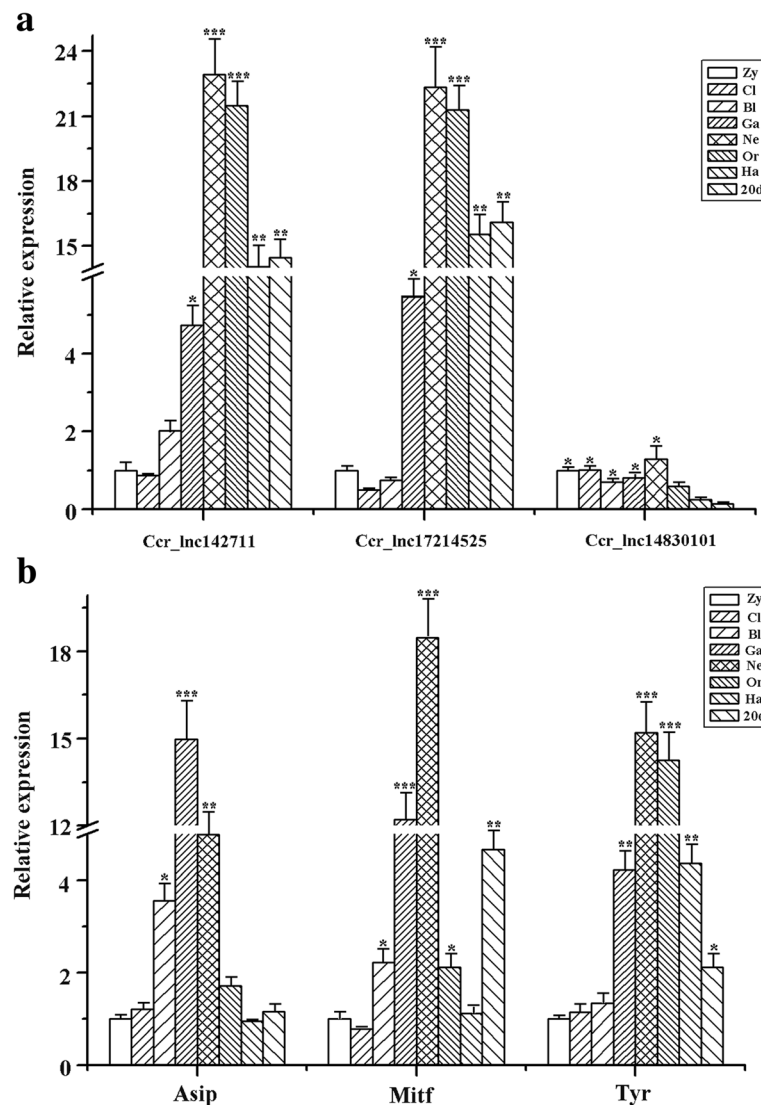 a
Relative expression
24
21
18
15
4
2
0
***
***
**
**
*
***
***
**
**
*
*
*
*
*
*
Zy
Cl
Bl
Ga
Ne
Or
Ha
20d
Ccr_lnc142711
Ccr_lnc17214525
Ccr_lnc14830101
b
Relative expression
18
15
12
4
2
0
*
***
**
*
***
***
*
**
**
***
***
**
*
Zy
Cl
Bl
Ga
Ne
Or
Ha
20d
Asip
Mitf
Tyr